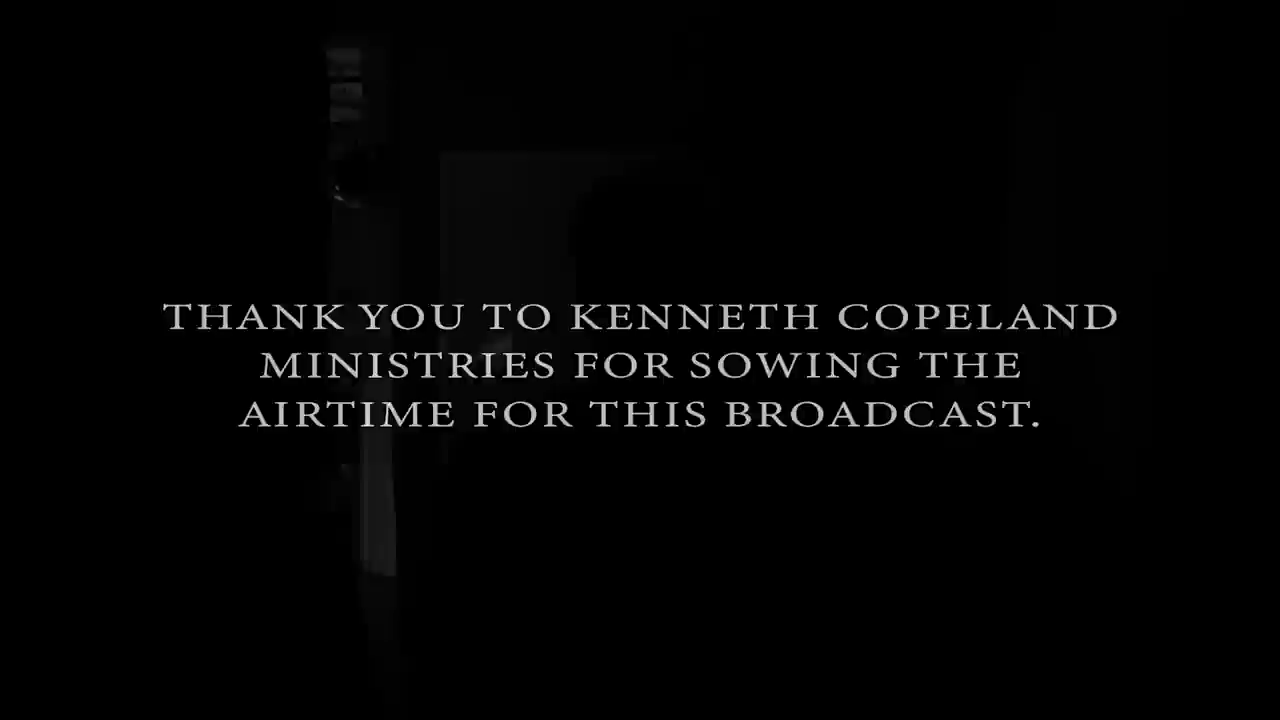 THANK YOU TO KENNETH COPELAND
MINISTRIES FOR SOWING THE
AIRTIME FOR THIS BROADCAST.